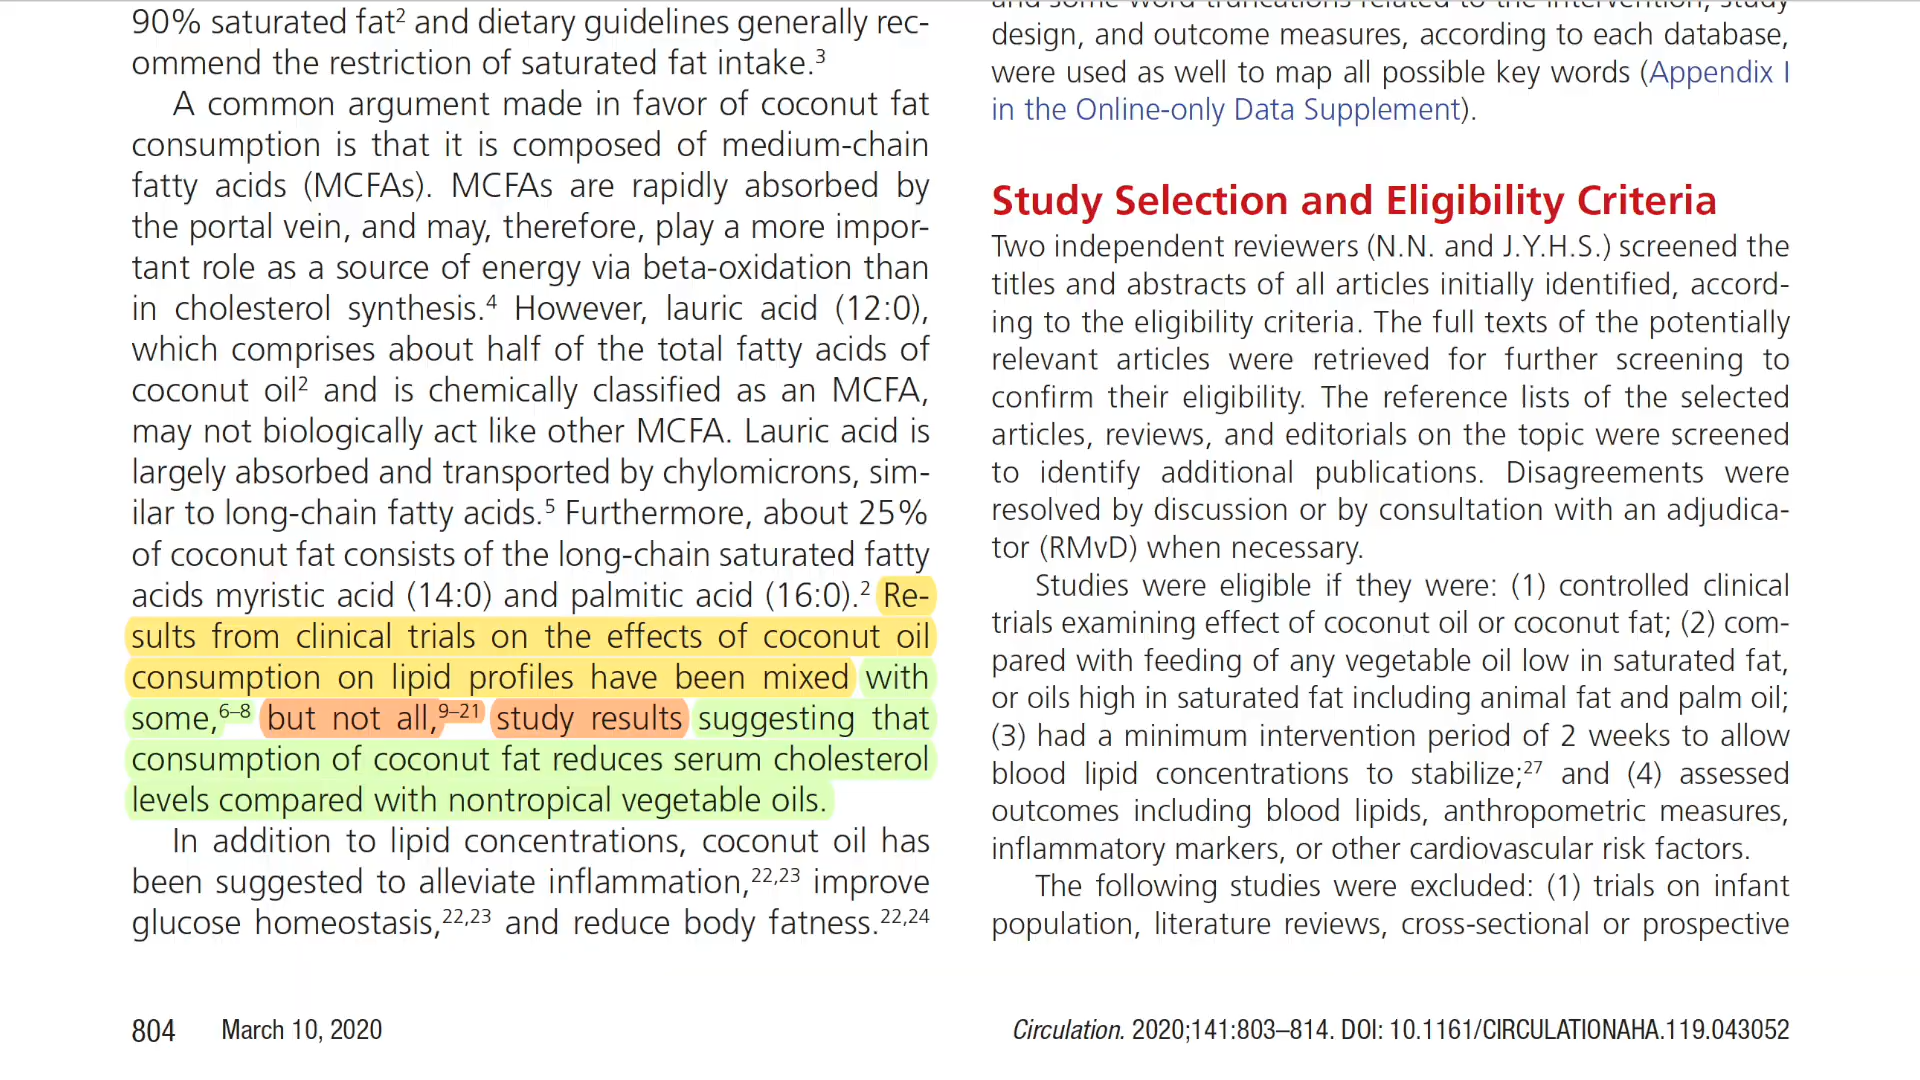 90% saturated fat2 and dietary guidelines generally rec-
ommend the restriction of saturated fat intake.3
A common argument made in favor of coconut fat
consumption is that it is composed of medium-chain
fatty acids (MCFAs). MCFAs are rapidly absorbed by
the portal vein, and may, therefore, play a more impor-
tant role as a source of energy via beta-oxidation than
in cholesterol synthesis.4 However, lauric acid (12:0),
which comprises about half of the total fatty acids of
coconut oil2 and is chemically classified as an MCFA,
may not biologically act like other MCFA. Lauric acid is
largely absorbed and transported by chylomicrons, sim-
ilar to long-chain fatty acids.5 Furthermore, about 25%
of coconut fat consists of the long-chain saturated fatty
acids myristic acid (14:0) and palmitic acid (16:0).2 Re-
sults from clinical trials on the effects of coconut oil
consumption on lipid profiles have been mixed with
some,6–8 but not all,9–21 study results suggesting that
consumption of coconut fat reduces serum cholesterol
levels compared with nontropical vegetable oils.
In addition to lipid concentrations, coconut oil has
been suggested to alleviate inflammation,22,23 improve
glucose homeostasis,22,23 and reduce body fatness.22,24
and some word truncations related to the intervention, study
design, and outcome measures, according to each database,
were used as well to map all possible key words (Appendix I
in the Online-only Data Supplement).
Study Selection and Eligibility Criteria
Two independent reviewers (N.N. and J.Y.H.S.) screened the
titles and abstracts of all articles initially identified, accord-
ing to the eligibility criteria. The full texts of the potentially
relevant articles were retrieved for further screening to
confirm their eligibility. The reference lists of the selected
articles, reviews, and editorials on the topic were screened
to identify additional publications. Disagreements were
resolved by discussion or by consultation with an adjudica-
tor (RMvD) when necessary.
Studies were eligible if they were: (1) controlled clinical
trials examining effect of coconut oil or coconut fat; (2) com-
pared with feeding of any vegetable oil low in saturated fat,
or oils high in saturated fat including animal fat and palm oil;
(3) had a minimum intervention period of 2 weeks to allow
blood lipid concentrations to stabilize;27 and (4) assessed
outcomes including blood lipids, anthropometric measures,
inflammatory markers, or other cardiovascular risk factors.
The following studies were excluded: (1) trials on infant
population, literature reviews, cross-sectional or prospective
804 March 10, 2020
Circulation. 2020;141:803–814. DOI: 10.1161/CIRCULATIONAHA.119.043052